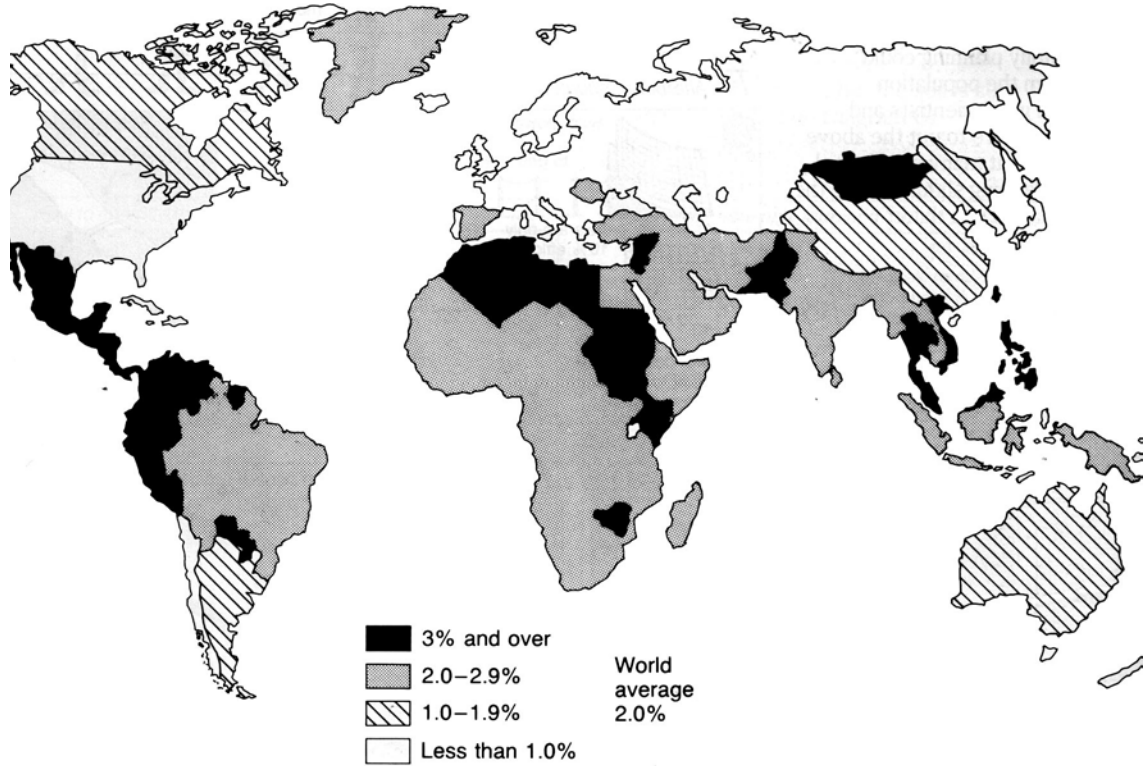 3% and over
2.0–2.9%
1.0–1.9%
Less than 1.0%
World
average
2.0%